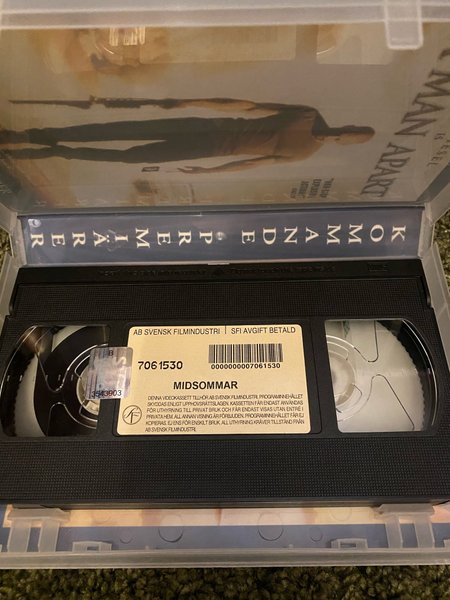 MAN APART
KOMMANDE PREMIÄRER
AB SVENSK FILMINDUSTRI | SFI AVGIFT BETALD
7061530 0000000007061530
MIDSOMMAR
DENNA VIDEOKASSETT TILLHÖR AB SVENSK FILMINDUSTRI. PROGRAMINNEHÅLLET
SKYDDAS ENLIGT UPPHOVSRÄTTSLAGEN. KASSETTEN FÅR ENDAST ANVÄNDAS
FÖR UTHYRNING TILL PRIVAT BRUK OCH FÅR ENDAST VISAS UTAN ENTRÉ I
PRIVATA HEM. ALL ANNAN VISNING ÄR FÖRBJUDEN. PROGRAMINNEHÅLLET FÅR EJ
KOPIERAS, EJ ENS FÖR ENSKILT BRUK. ALL UTHYRNING KRÄVER TILLSTÅND FRÅN
AB SVENSK FILMINDUSTRI.